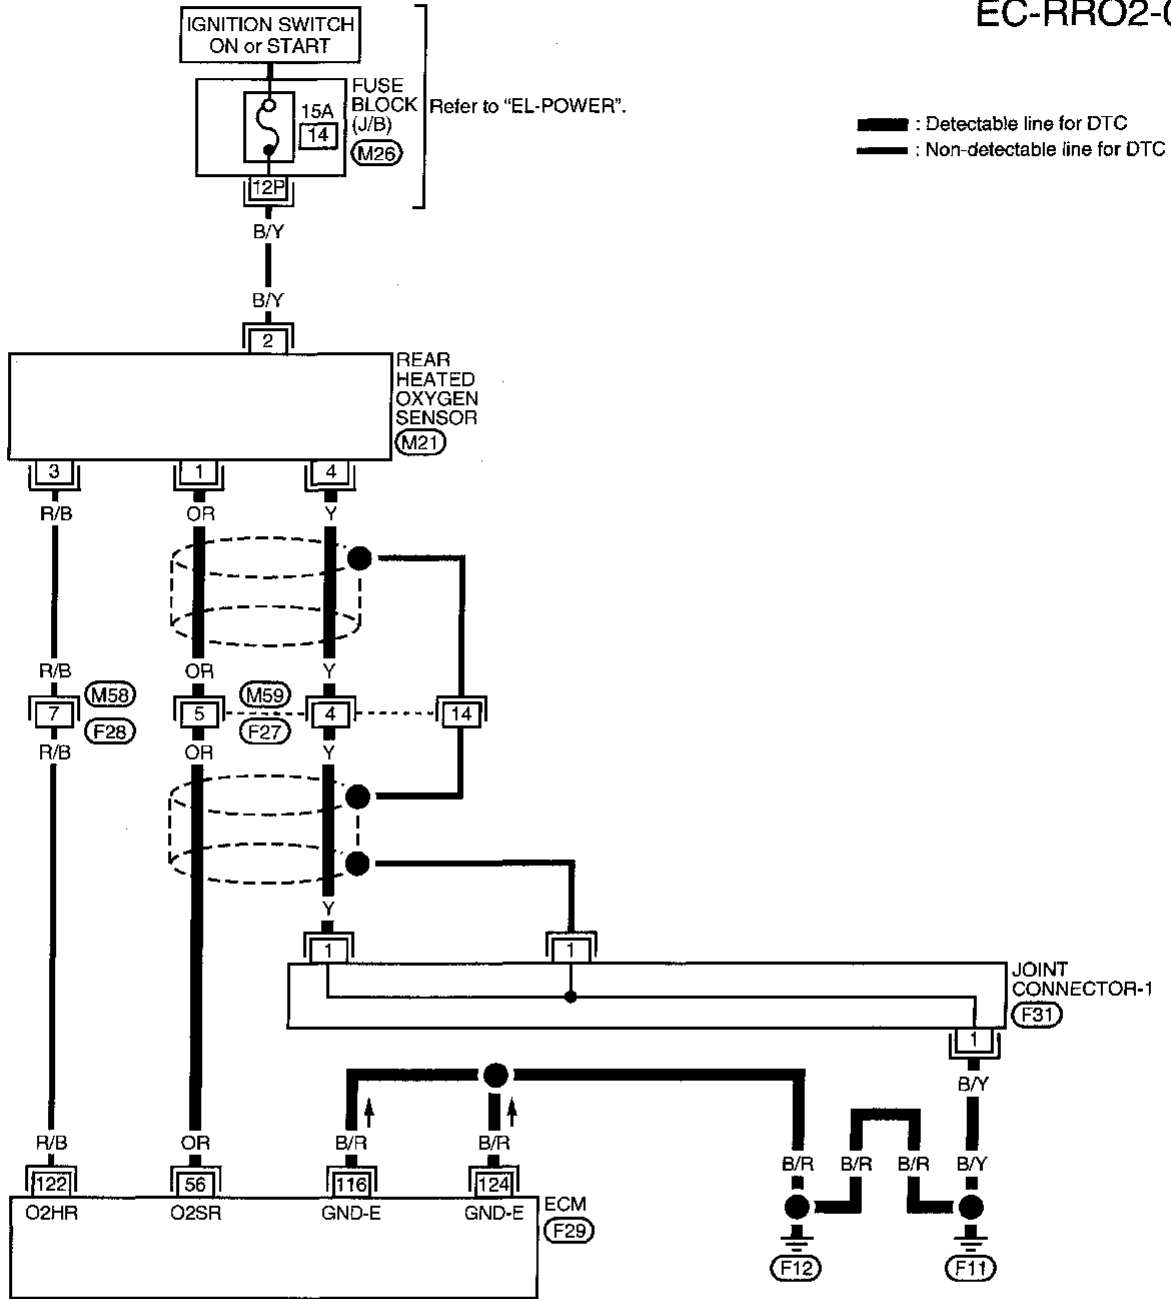 EC-RRO2-0
IGNITION SWITCH
ON or START
FUSE
BLOCK
(J/B)
M26
15A
14
Refer to "EL-POWER".
: Detectable line for DTC
: Non-detectable line for DTC
12P
B/Y
B/Y
2
REAR
HEATED
OXYGEN
SENSOR
M21
3 1 4
R/B OR Y
R/B OR Y
M58 M59
7 5 4 14
F28 F27
R/B OR Y
Y
1 1
JOINT
CONNECTOR-1
F31
1
B/Y
R/B OR B/R B/R
B/R B/R B/R B/Y
122 56 116 124
O2HR O2SR GND-E GND-E
ECM
F29
F12 F11